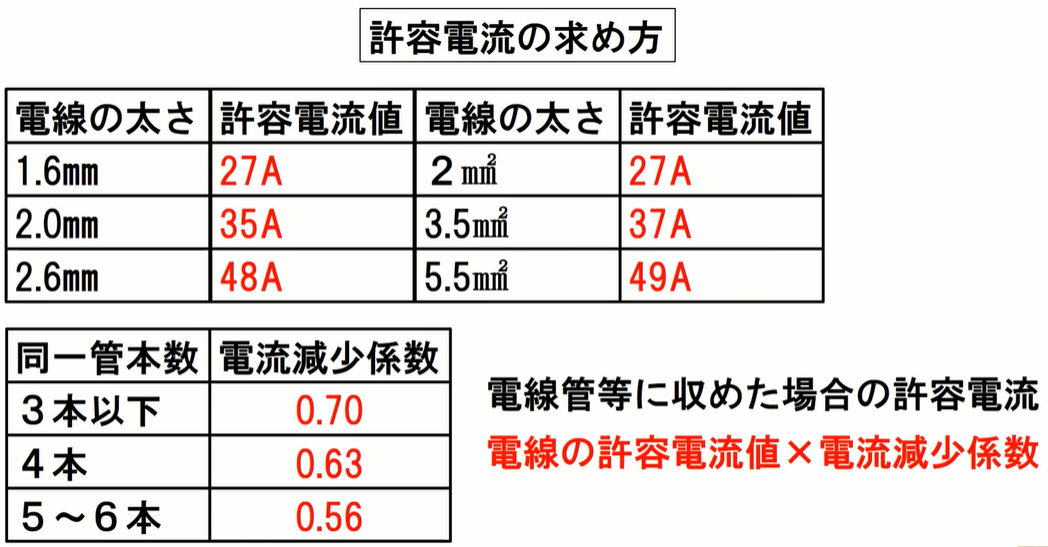 許容電流の求め方
電線の太さ 許容電流値 電線の太さ 許容電流値
1.6mm 27A 2㎟ 27A
2.0mm 35A 3.5㎟ 37A
2.6mm 48A 5.5㎟ 49A
同一管本数 電流減少係数
3本以下 0.70
4本 0.63
5~6本 0.56
電線管等に収めた場合の許容電流
電線の許容電流値×電流減少係数